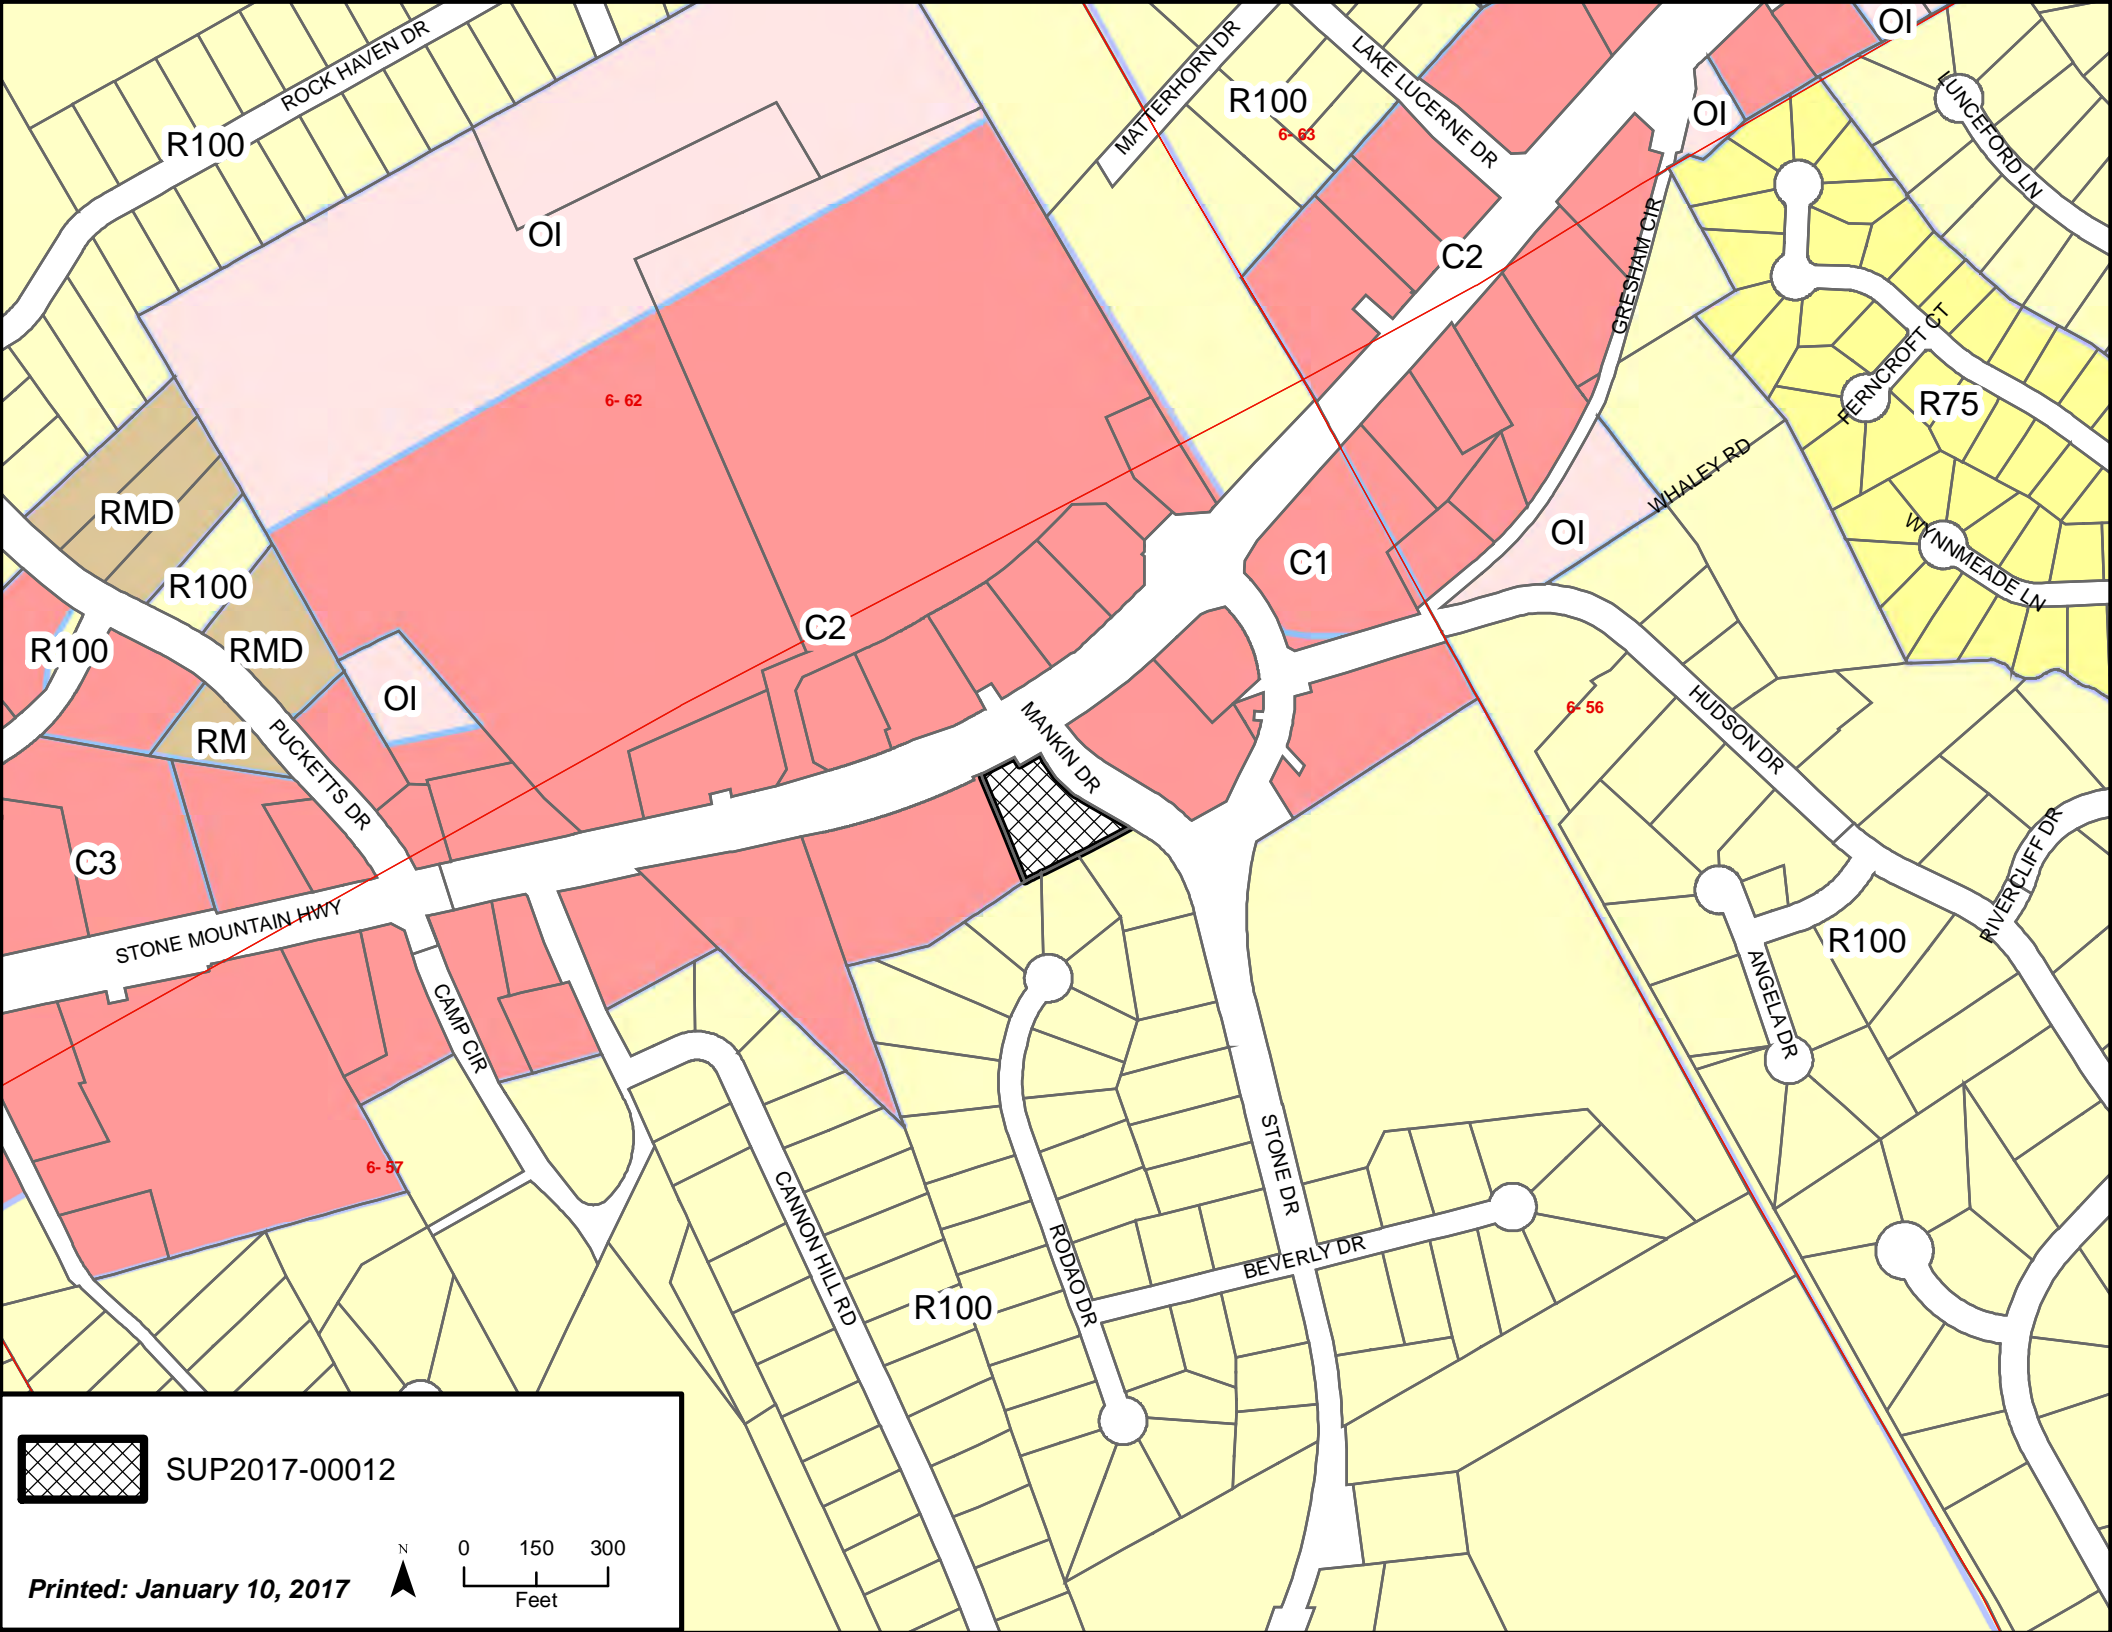 OI
ROCK HAVEN DR
MATTERHORN DR
LAKE LUCERNE DR
R100
6- 63
OI
LUNCEFORD LN
R100
OI
C2
GRESHAM CIR
6- 62
FERNCROFT CT
R75
WHALEY RD
RMD
OI
WYNNMEADE LN
C1
R100
C2
R100
RMD
OI
6- 56
HUDSON DR
RM
PUCKETTS DR
MANKIN DR
C3
RIVERCLIFF DR
STONE MOUNTAIN HWY
R100
ANGELA DR
CAMP CIR
6- 57
STONE DR
CANNON HILL RD
RODAO DR
BEVERLY DR
R100
SUP2017-00012
N
0 150 300
Feet
Printed: January 10, 2017